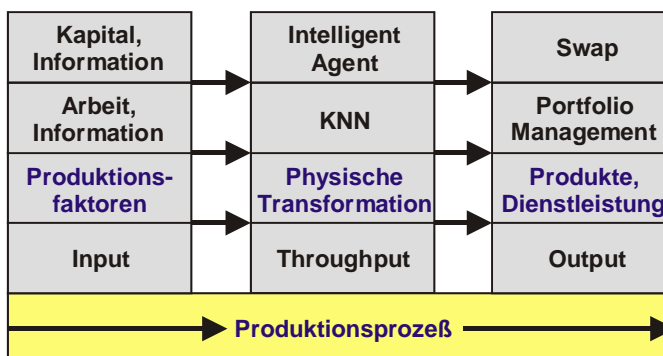 Kapital,
Information
Intelligent
Agent
Swap
Arbeit,
Information
KNN
Portfolio
Management
Produktions-
faktoren
Physische
Transformation
Produkte,
Dienstleistung
Input
Throughput
Output
Produktionsprozeß